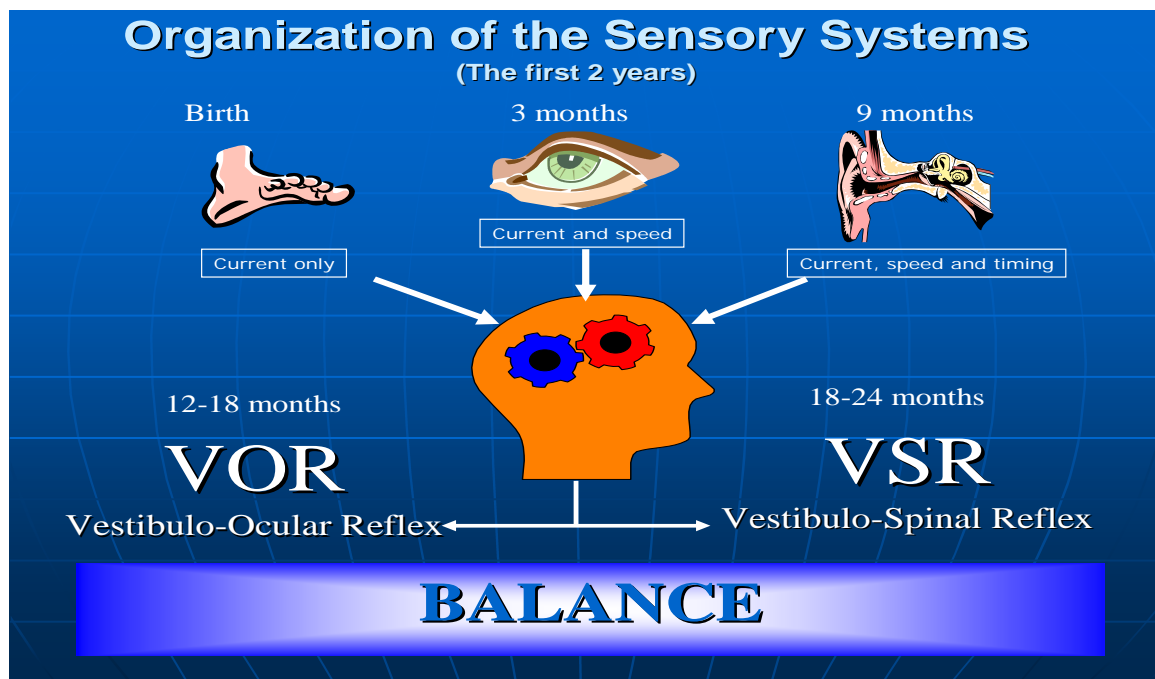 Organization of the Sensory Systems
(The first 2 years)
Birth
3 months
9 months
Current and speed
Current only
Current, speed and timing
12-18 months
18-24 months
VOR
VSR
Vestibulo-Ocular Reflex
Vestibulo-Spinal Reflex
BALANCE